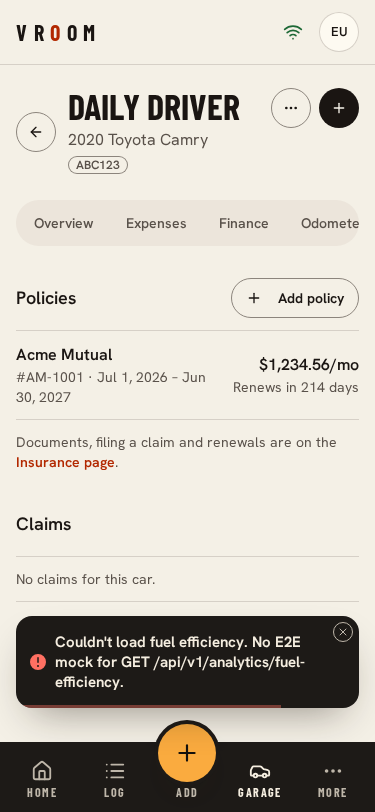 VROOM
EU
DAILY DRIVER
2020 Toyota Camry
ABC123
Overview Expenses Finance Odomete
Policies
Add policy
Acme Mutual
#AM-1001 · Jul 1, 2026 – Jun
30, 2027
$1,234.56/mo
Renews in 214 days
Documents, filing a claim and renewals are on the
Insurance page.
Claims
No claims for this car.
Couldn't load fuel efficiency. No E2E
mock for GET /api/v1/analytics/fuel-
efficiency.
HOME LOG ADD GARAGE MORE